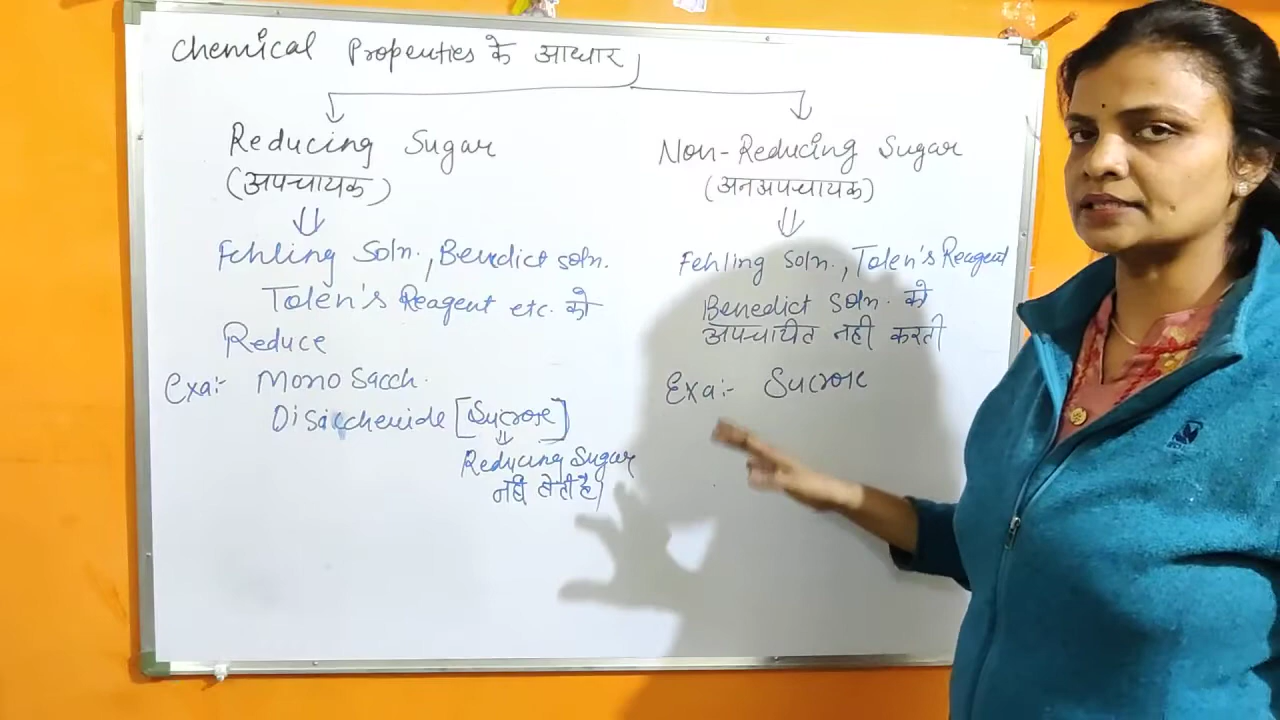 Chemical Properties के आधार
Reducing Sugar
(अपचायक)
Fehling Soln., Benedict soln.
Tolen's Reagent etc. को
Reduce
Exa:- Mono Sacch.
Disaccheride [Sucrose]
Reducing Sugar
नही होती है।
Non-Reducing Sugar
(अनअपचायक)
Fehling Soln., Tolen's Reagent
Benedict Soln. को
अपचायित नही करती
Exa:- Sucrose